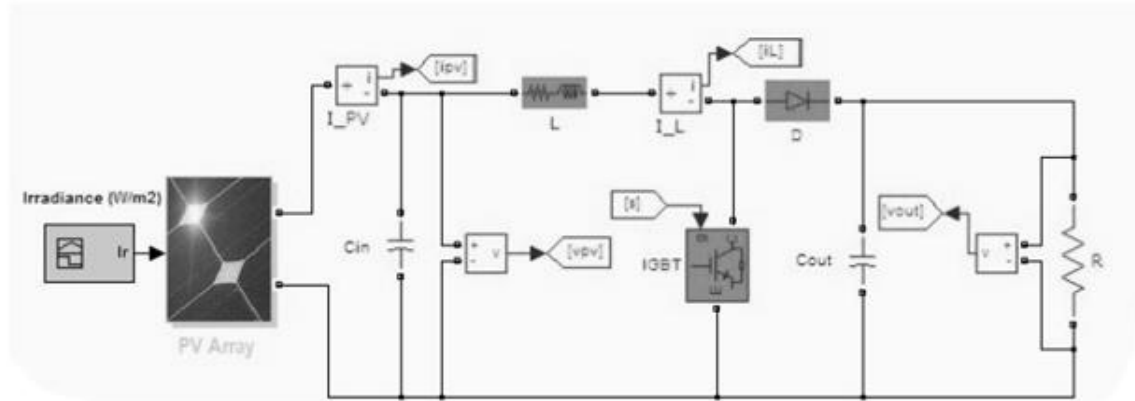 [ipv]
[iL]
i
-
+
I_PV
L
i
-
+
I_L
D
Irradiance (W/m2)
[s]
[vout]
Ir
Cin
+
-
v
[vpv]
IGBT
g
C
E
Cout
v
+
-
R
PV Array